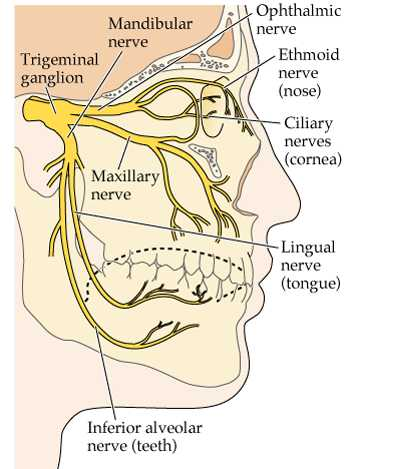 Mandibular
nerve
Ophthalmic
nerve
Trigeminal
ganglion
Ethmoid
nerve
(nose)
Ciliary
nerves
(cornea)
Maxillary
nerve
Lingual
nerve
(tongue)
Inferior alveolar
nerve (teeth)